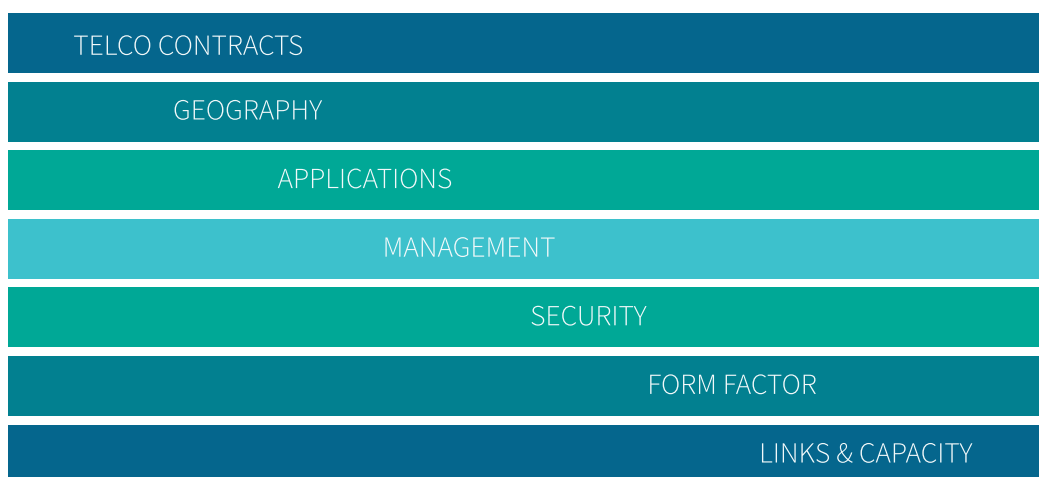 TELCO CONTRACTS
GEOGRAPHY
APPLICATIONS
MANAGEMENT
SECURITY
FORM FACTOR
LINKS & CAPACITY